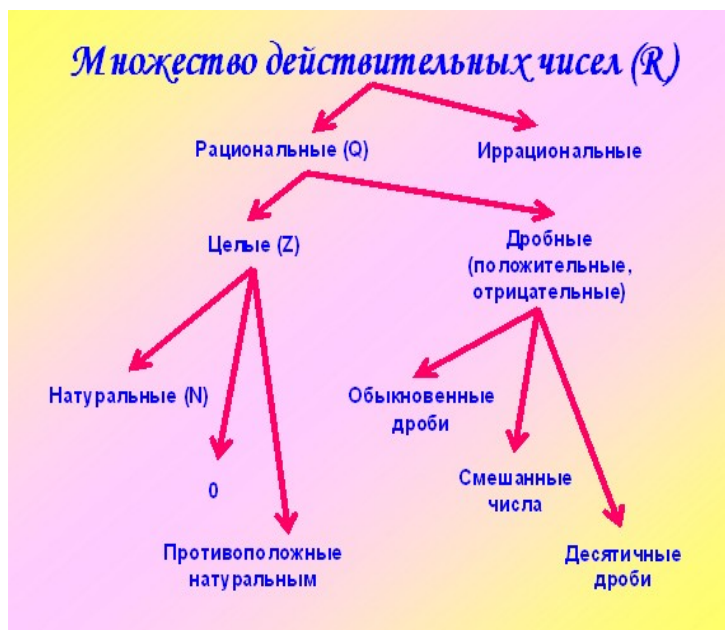 Множество действительных чисел (R)
Рациональные (Q)
Иррациональные
Целые (Z)
Дробные
(положительные,
отрицательные)
Натуральные (N)
Обыкновенные
дроби
0
Смешанные
числа
Противоположные
натуральным
Десятичные
дроби